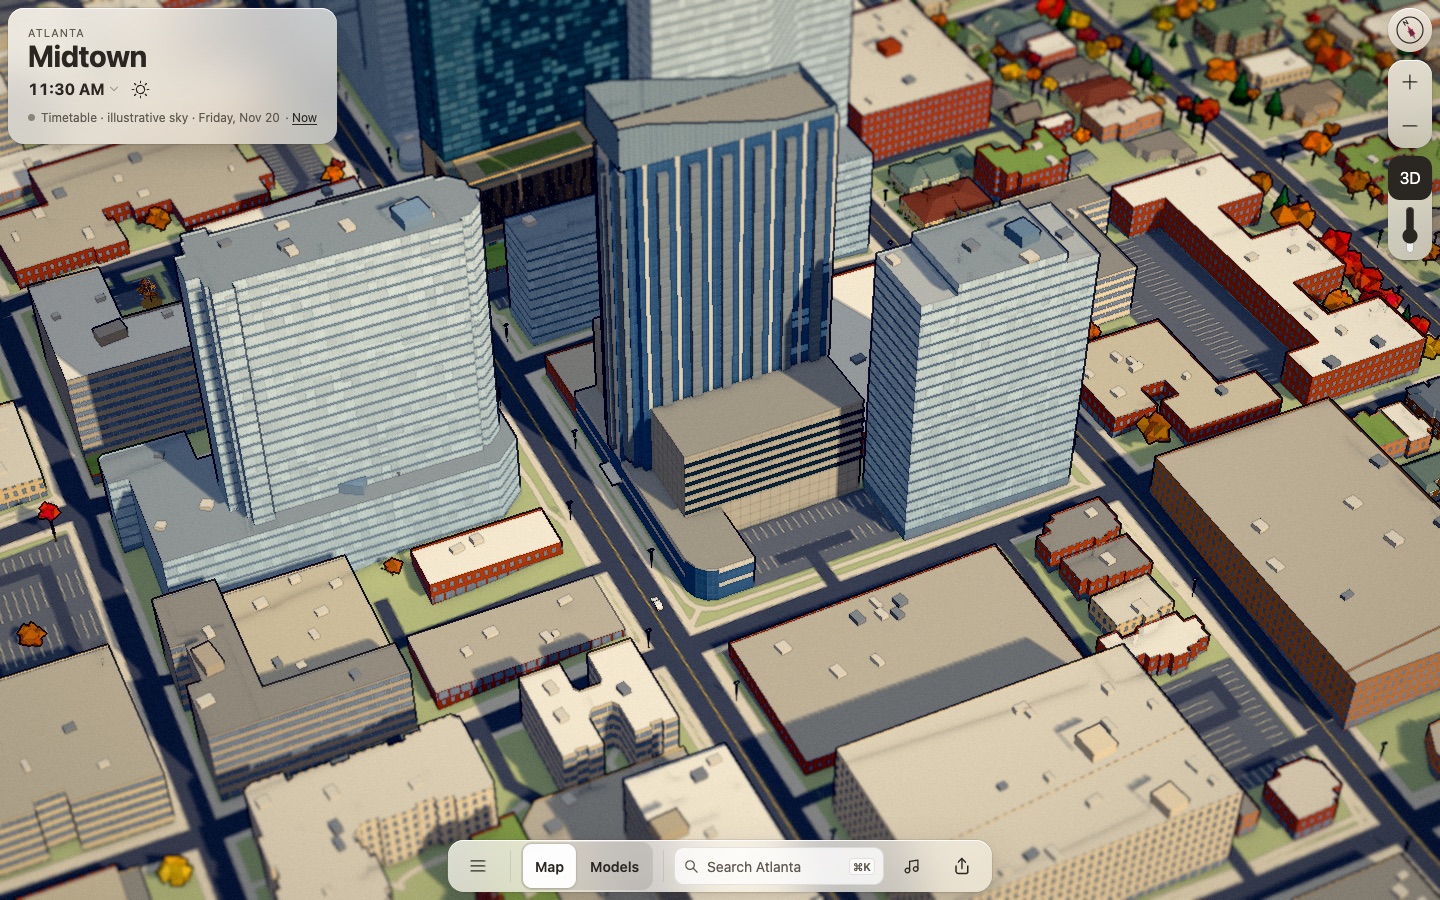 ATLANTA
Midtown
11:30 AM
Timetable · illustrative sky · Friday, Nov 20 · Now
N
+
−
3D
Map
Models
Search Atlanta
⌘K